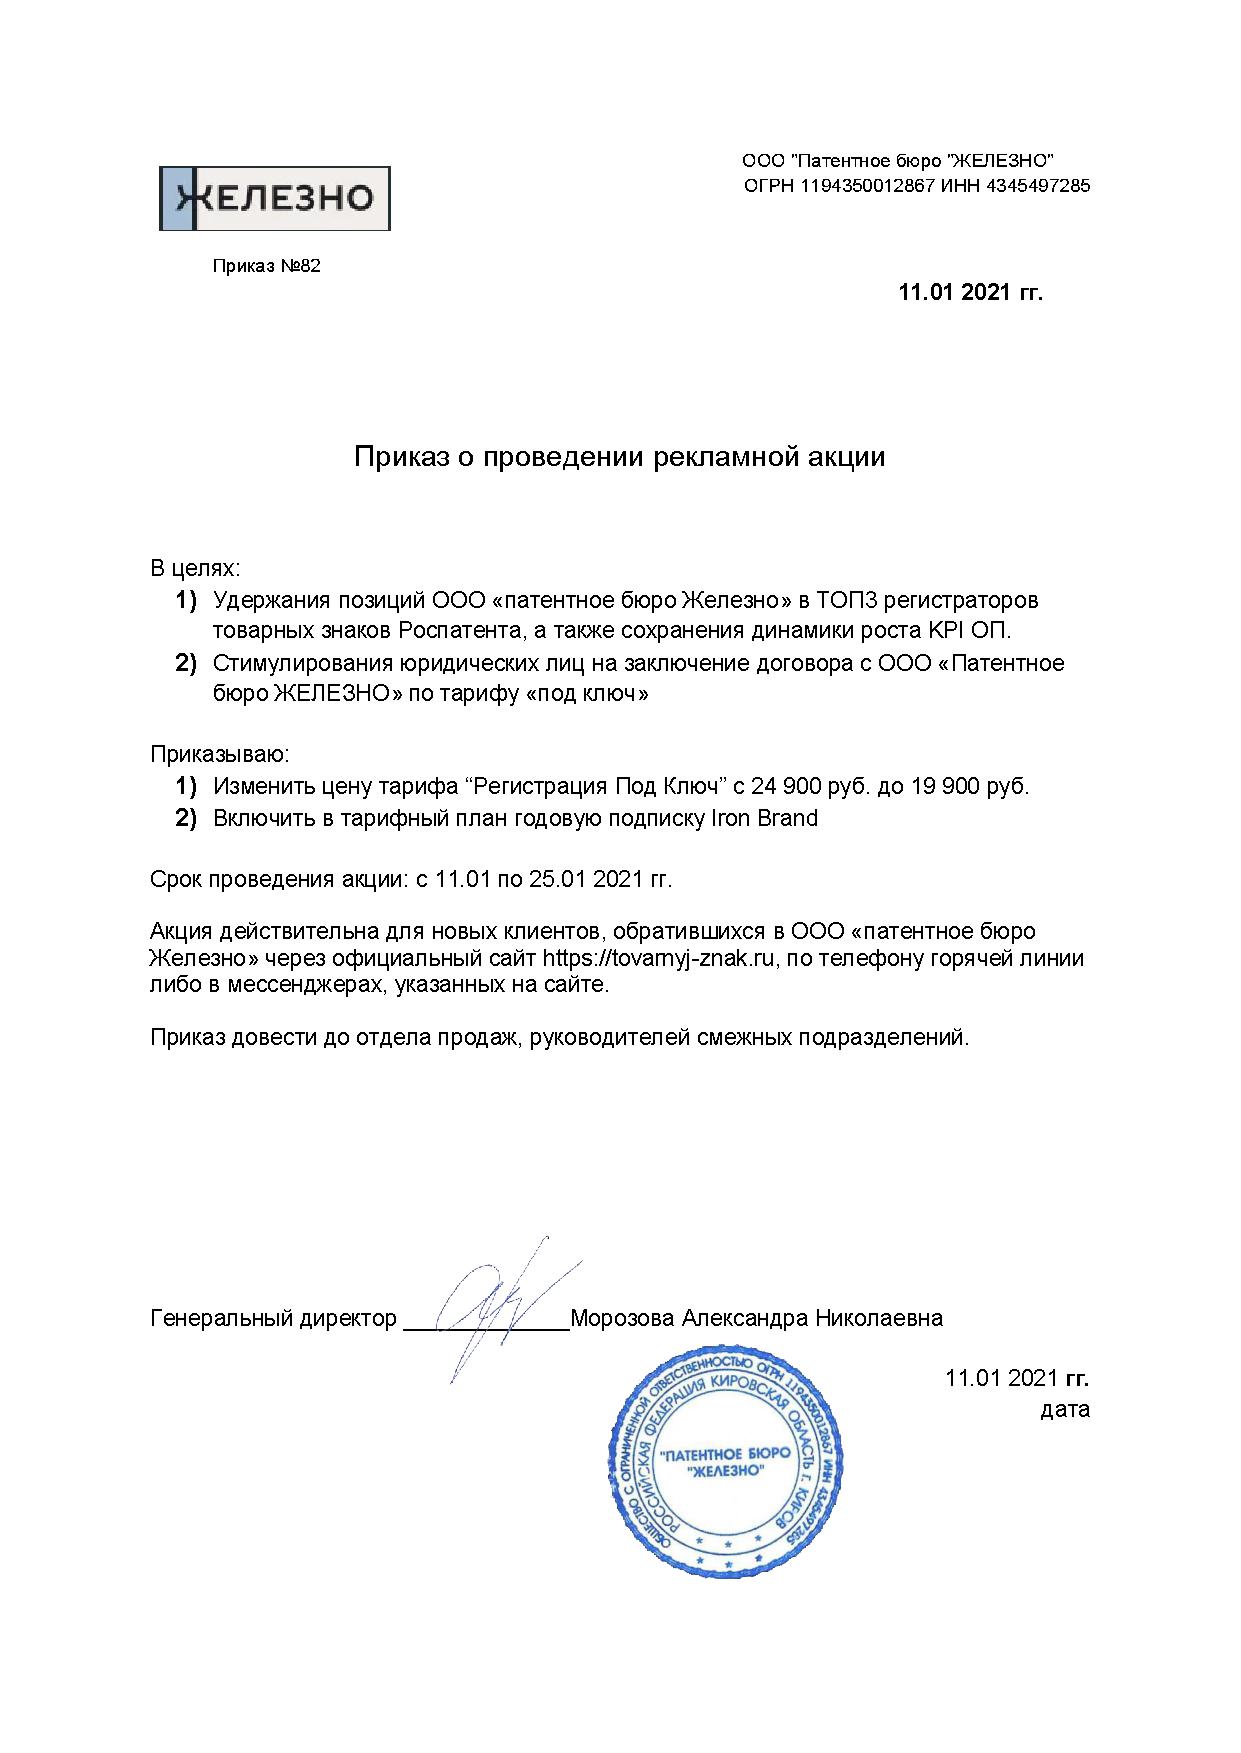 ЖЕЛЕЗНО
ООО "Патентное бюро "ЖЕЛЕЗНО"
ОГРН 1194350012867 ИНН 4345497285
Приказ №82
11.01 2021 гг.
Приказ о проведении рекламной акции
В целях:
1) Удержания позиций ООО «патентное бюро Железно» в ТОП3 регистраторов
товарных знаков Роспатента, а также сохранения динамики роста KPI ОП.
2) Стимулирования юридических лиц на заключение договора с ООО «Патентное
бюро ЖЕЛЕЗНО» по тарифу «под ключ»
Приказываю:
1) Изменить цену тарифа “Регистрация Под Ключ” с 24 900 руб. до 19 900 руб.
2) Включить в тарифный план годовую подписку Iron Brand
Срок проведения акции: с 11.01 по 25.01 2021 гг.
Акция действительна для новых клиентов, обратившихся в ООО «патентное бюро
Железно» через официальный сайт https://tovarnyj-znak.ru, по телефону горячей линии
либо в мессенджерах, указанных на сайте.
Приказ довести до отдела продаж, руководителей смежных подразделений.
Генеральный директор _____________Морозова Александра Николаевна
11.01 2021 гг.
дата
ОБЩЕСТВО С ОГРАНИЧЕННОЙ ОТВЕТСТВЕННОСТЬЮ ОГРН 1194350012867 ИНН 4345497285
РОССИЙСКАЯ ФЕДЕРАЦИЯ КИРОВСКАЯ ОБЛАСТЬ г. КИРОВ
"ПАТЕНТНОЕ БЮРО
"ЖЕЛЕЗНО"